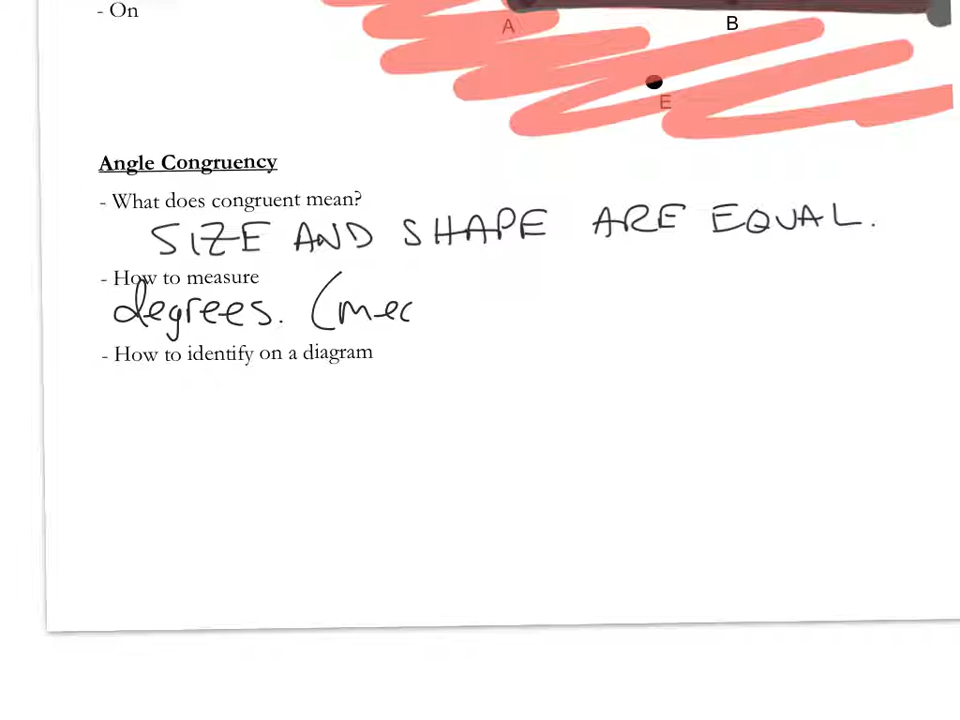 - On
A
B
E
Angle Congruency
- What does congruent mean?
SIZE AND SHAPE ARE EQUAL.
- How to measure
degrees. (mec
- How to identify on a diagram